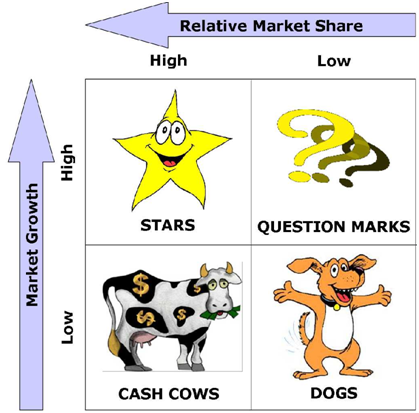 Relative Market Share
High Low
Market Growth
High
STARS QUESTION MARKS
$
$ $
Low
CASH COWS DOGS